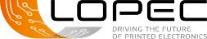 LOPEC
DRIVING THE FUTURE
OF PRINTED ELECTRONICS